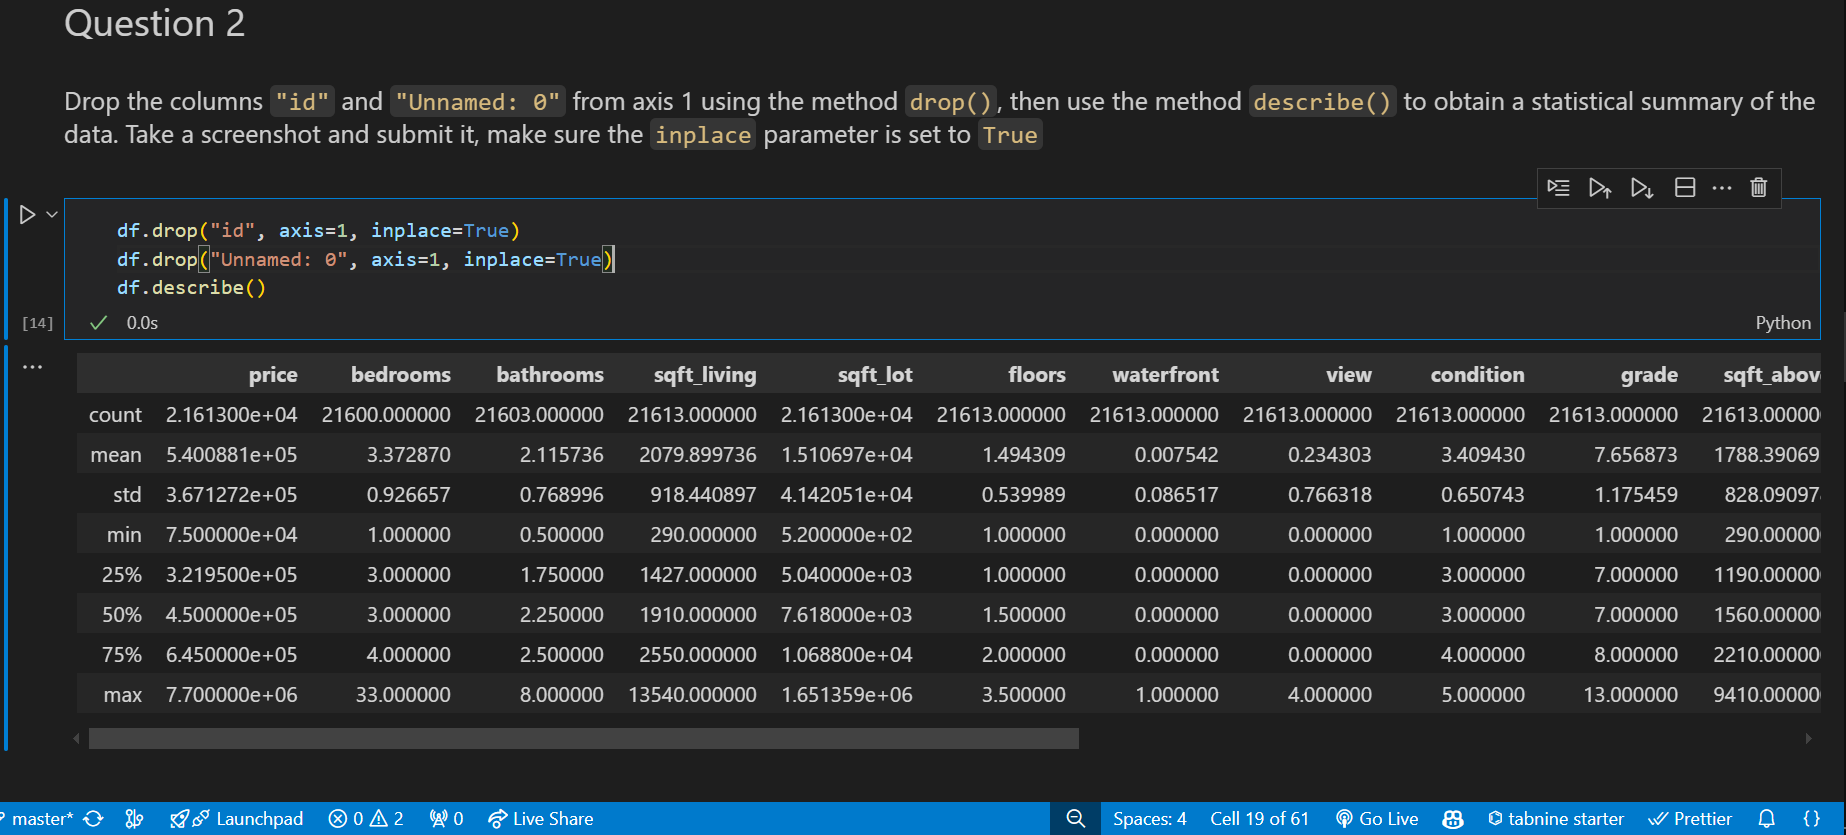 Question 2
Drop the columns "id" and "Unnamed: 0" from axis 1 using the method drop(), then use the method describe() to obtain a statistical summary of the
data. Take a screenshot and submit it, make sure the inplace parameter is set to True
df.drop("id", axis=1, inplace=True)
df.drop("Unnamed: 0", axis=1, inplace=True)
df.describe()
[14] 0.0s Python
price bedrooms bathrooms sqft_living sqft_lot floors waterfront view condition grade sqft_abov
count 2.161300e+04 21600.000000 21603.000000 21613.000000 2.161300e+04 21613.000000 21613.000000 21613.000000 21613.000000 21613.000000 21613.00000
mean 5.400881e+05 3.372870 2.115736 2079.899736 1.510697e+04 1.494309 0.007542 0.234303 3.409430 7.656873 1788.39069
std 3.671272e+05 0.926657 0.768996 918.440897 4.142051e+04 0.539989 0.086517 0.766318 0.650743 1.175459 828.09097
min 7.500000e+04 1.000000 0.500000 290.000000 5.200000e+02 1.000000 0.000000 0.000000 1.000000 1.000000 290.00000
25% 3.219500e+05 3.000000 1.750000 1427.000000 5.040000e+03 1.000000 0.000000 0.000000 3.000000 7.000000 1190.00000
50% 4.500000e+05 3.000000 2.250000 1910.000000 7.618000e+03 1.500000 0.000000 0.000000 3.000000 7.000000 1560.00000
75% 6.450000e+05 4.000000 2.500000 2550.000000 1.068800e+04 2.000000 0.000000 0.000000 4.000000 8.000000 2210.00000
max 7.700000e+06 33.000000 8.000000 13540.000000 1.651359e+06 3.500000 1.000000 4.000000 5.000000 13.000000 9410.00000
master* Launchpad 0 2 0 Live Share Spaces: 4 Cell 19 of 61 Go Live tabnine starter Prettier {}